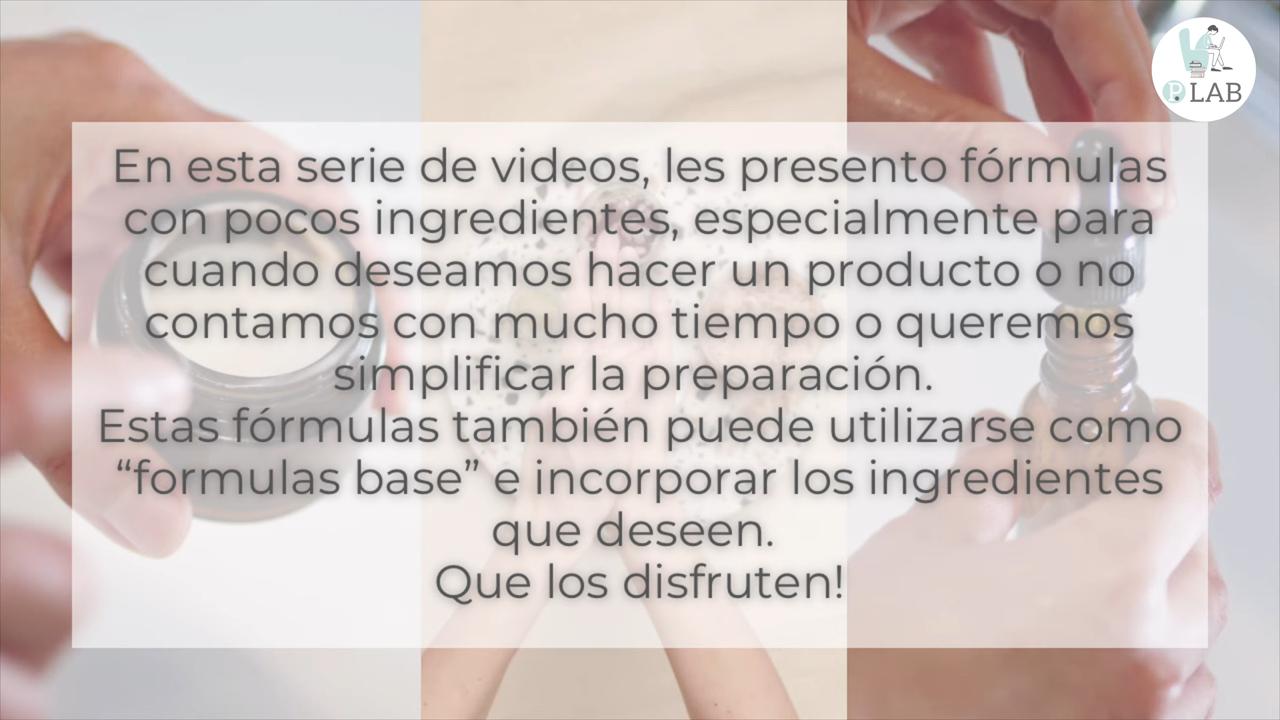 P. LAB
En esta serie de videos, les presento fórmulas
con pocos ingredientes, especialmente para
cuando deseamos hacer un producto o no
contamos con mucho tiempo o queremos
simplificar la preparación.
Estas fórmulas también puede utilizarse como
“formulas base” e incorporar los ingredientes
que deseen.
Que los disfruten!